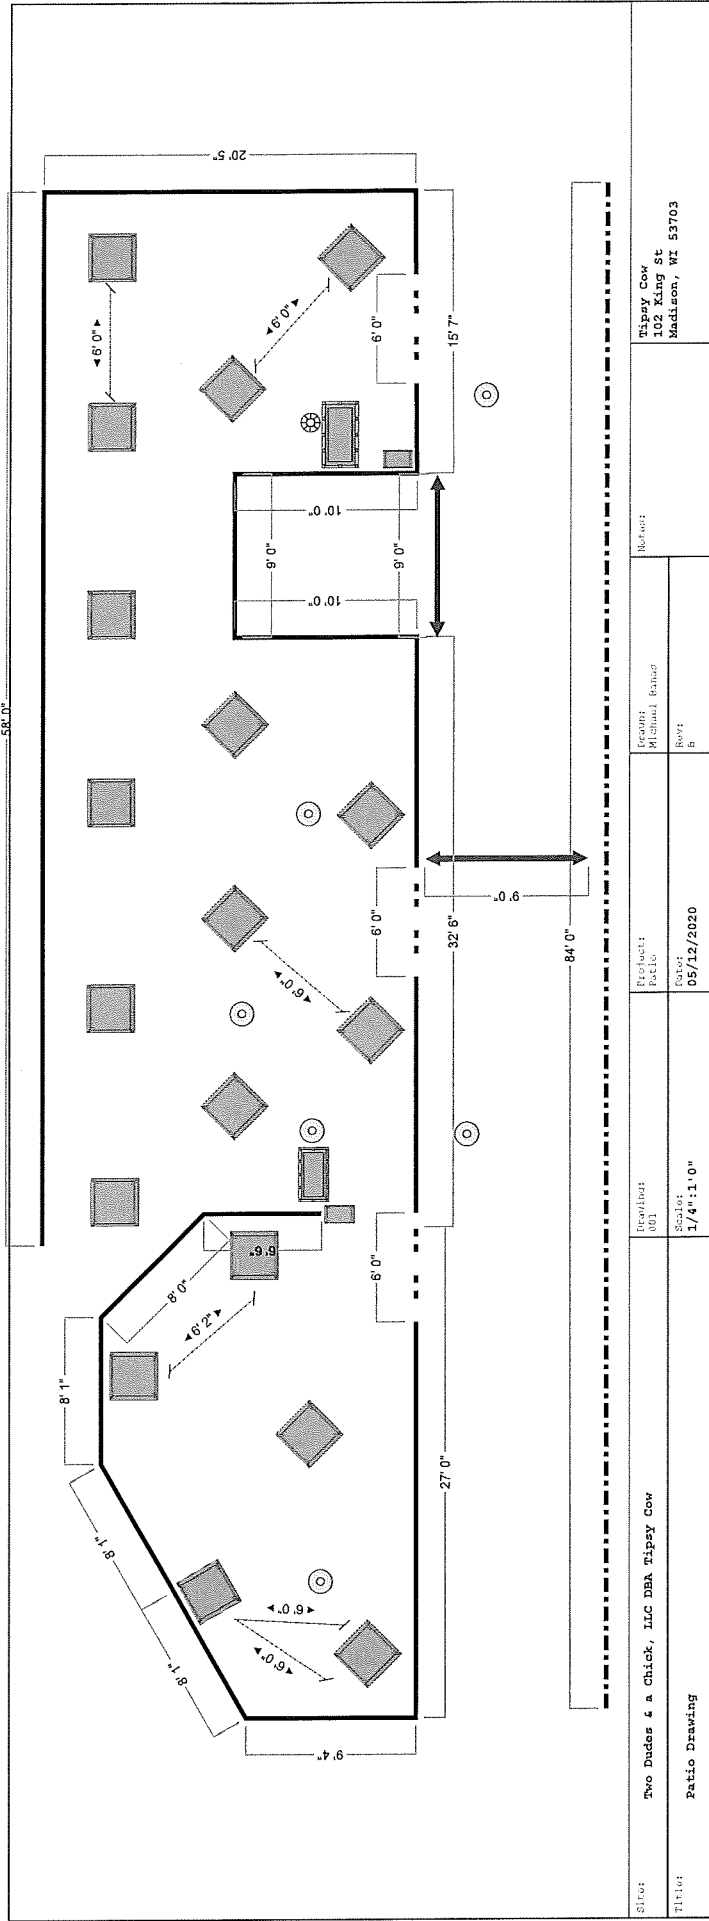 58' 0"
20' 5"
◄6' 0"►
◄6' 0"►
6' 0"
15' 7"
10' 0"
9' 0"
9' 0"
10' 0"
6' 0"
32' 6"
9' 0"
84' 0"
◄6' 0"►
6' 6"
8' 0"
◄6' 2"►
6' 0"
8' 1"
8' 1"
8' 1"
◄6' 0"►
◄6' 0"►
9' 4"
27' 0"
Site:
Two Dudes & a Chick, LLC DBA Tipsy Cow
Title:
Patio Drawing
Drawing:
001
Scale:
1/4":1'0"
Project:
Patio
Date:
05/12/2020
Drawn:
Michael Banas
Rev:
B
Notes:
Tipsy Cow
102 King St
Madison, WI 53703